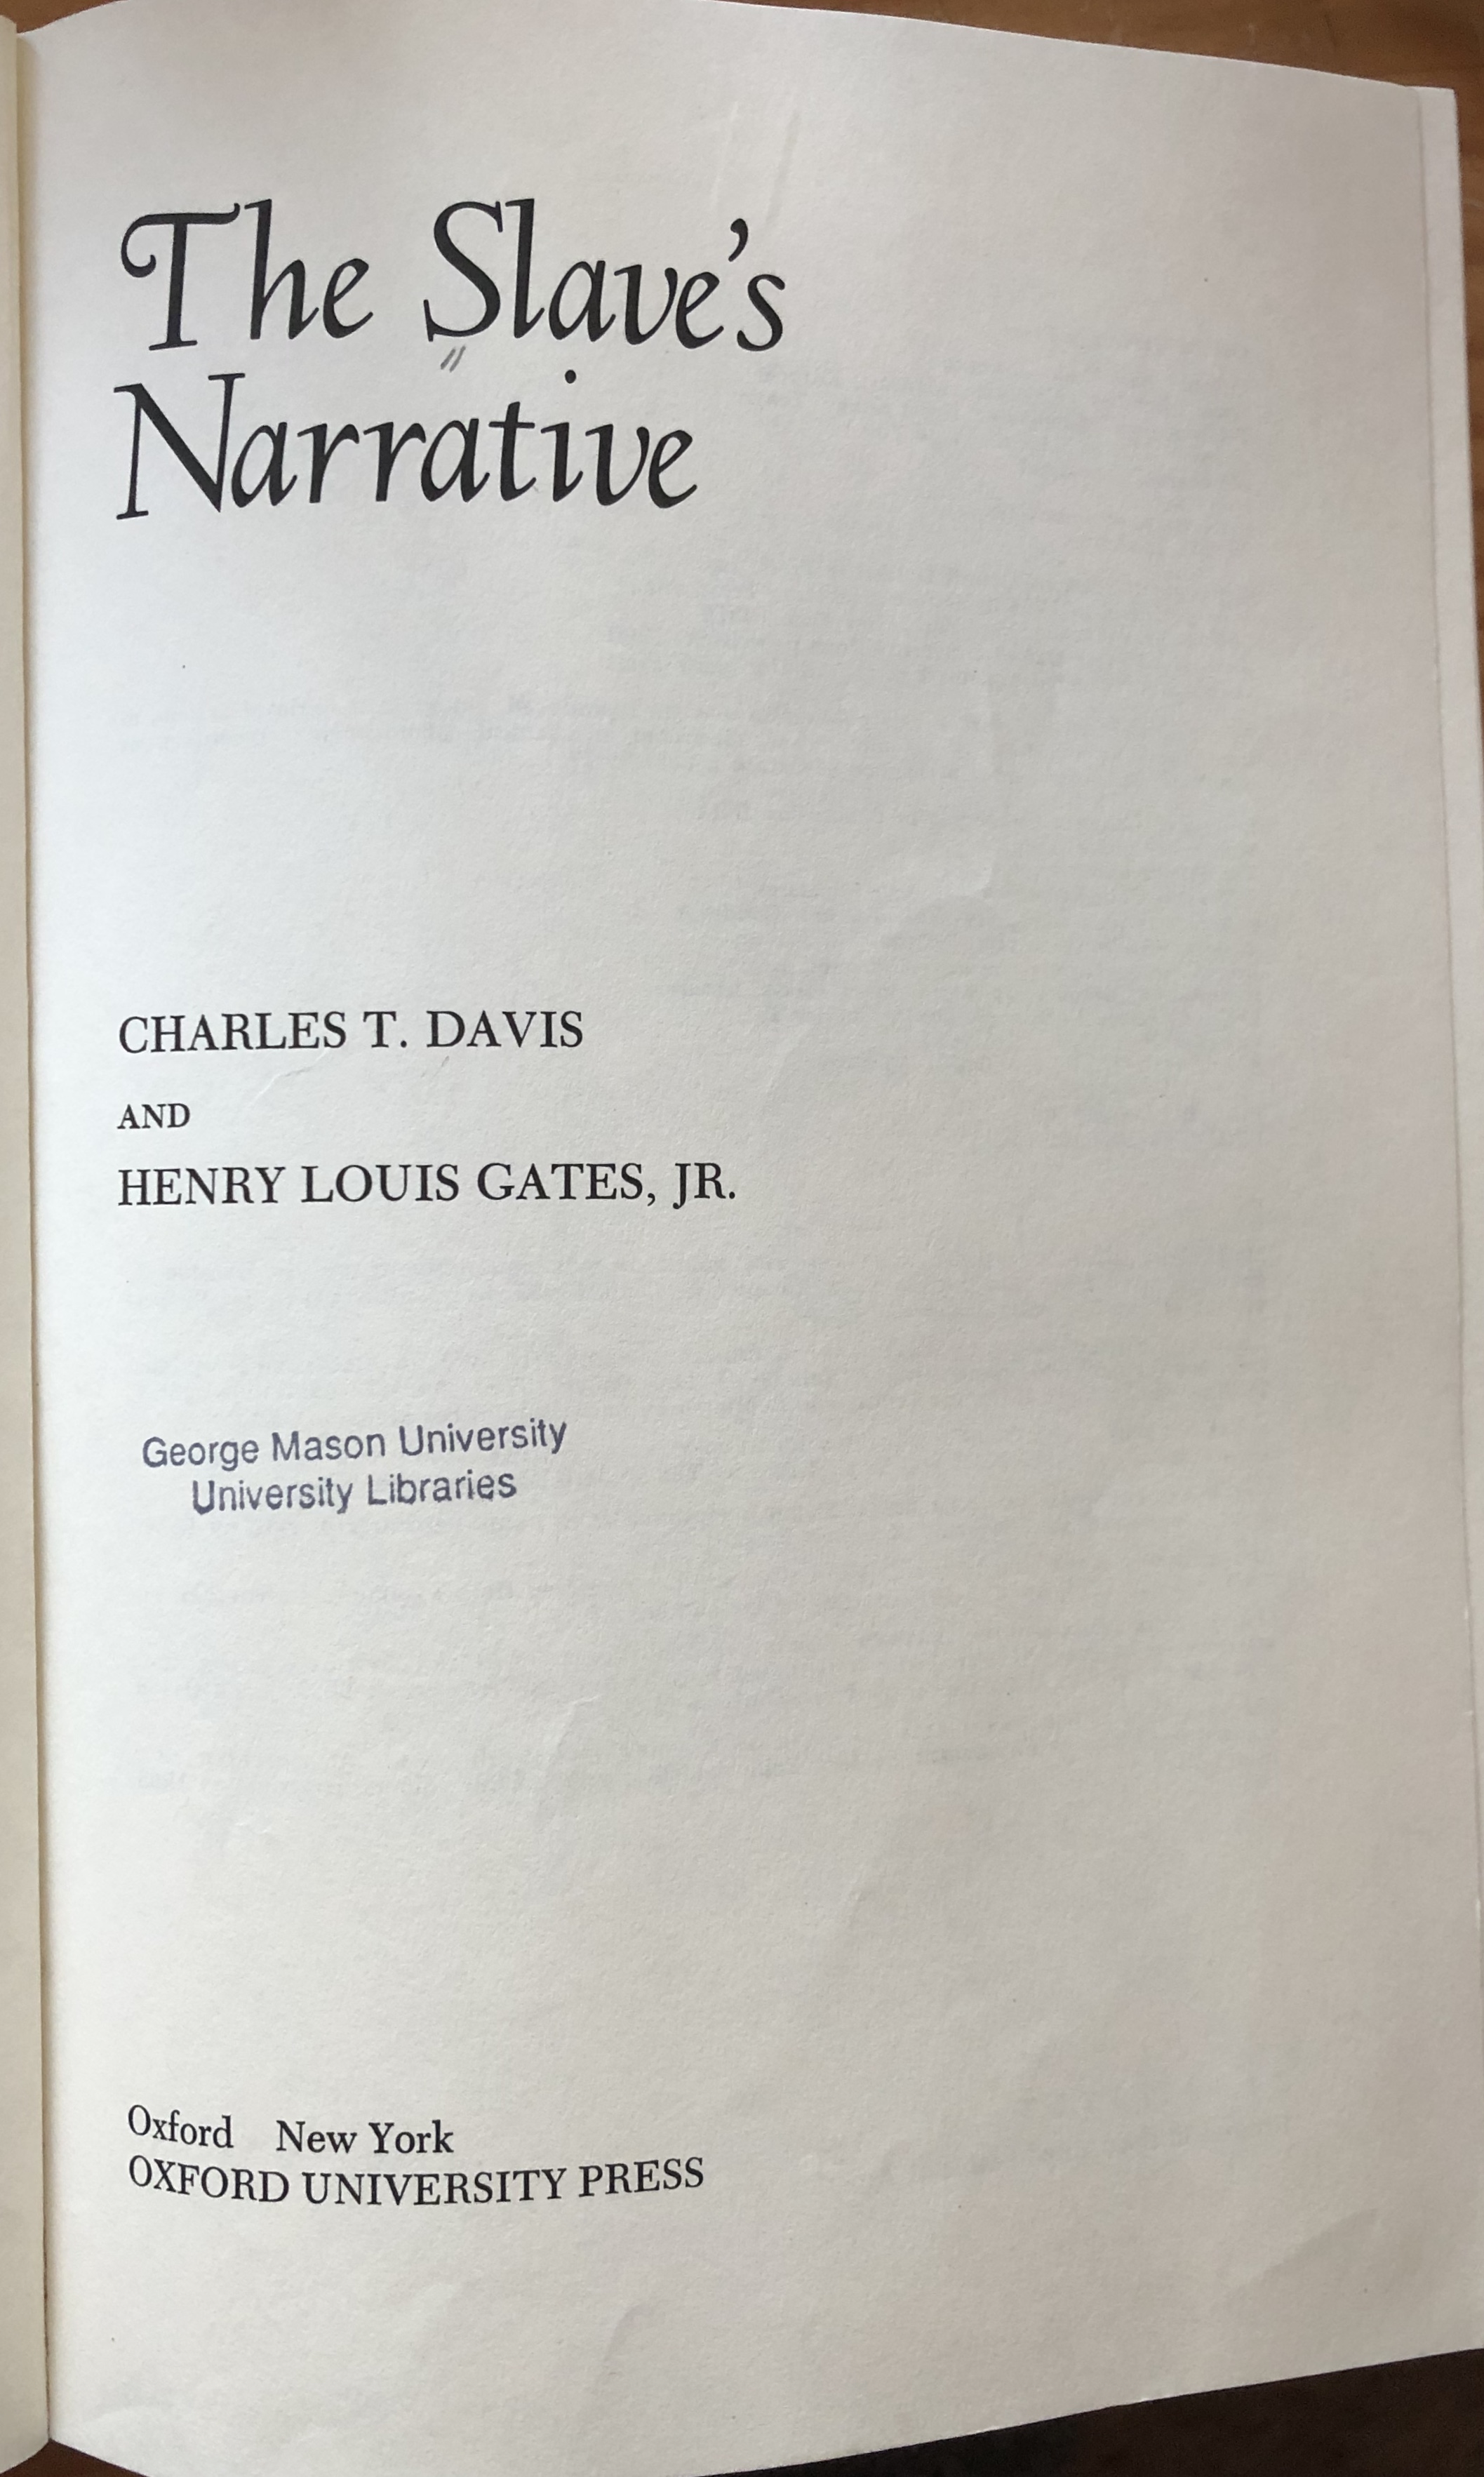 The Slave's
Narrative
CHARLES T. DAVIS
AND
HENRY LOUIS GATES, JR.
George Mason University
University Libraries
Oxford New York
OXFORD UNIVERSITY PRESS